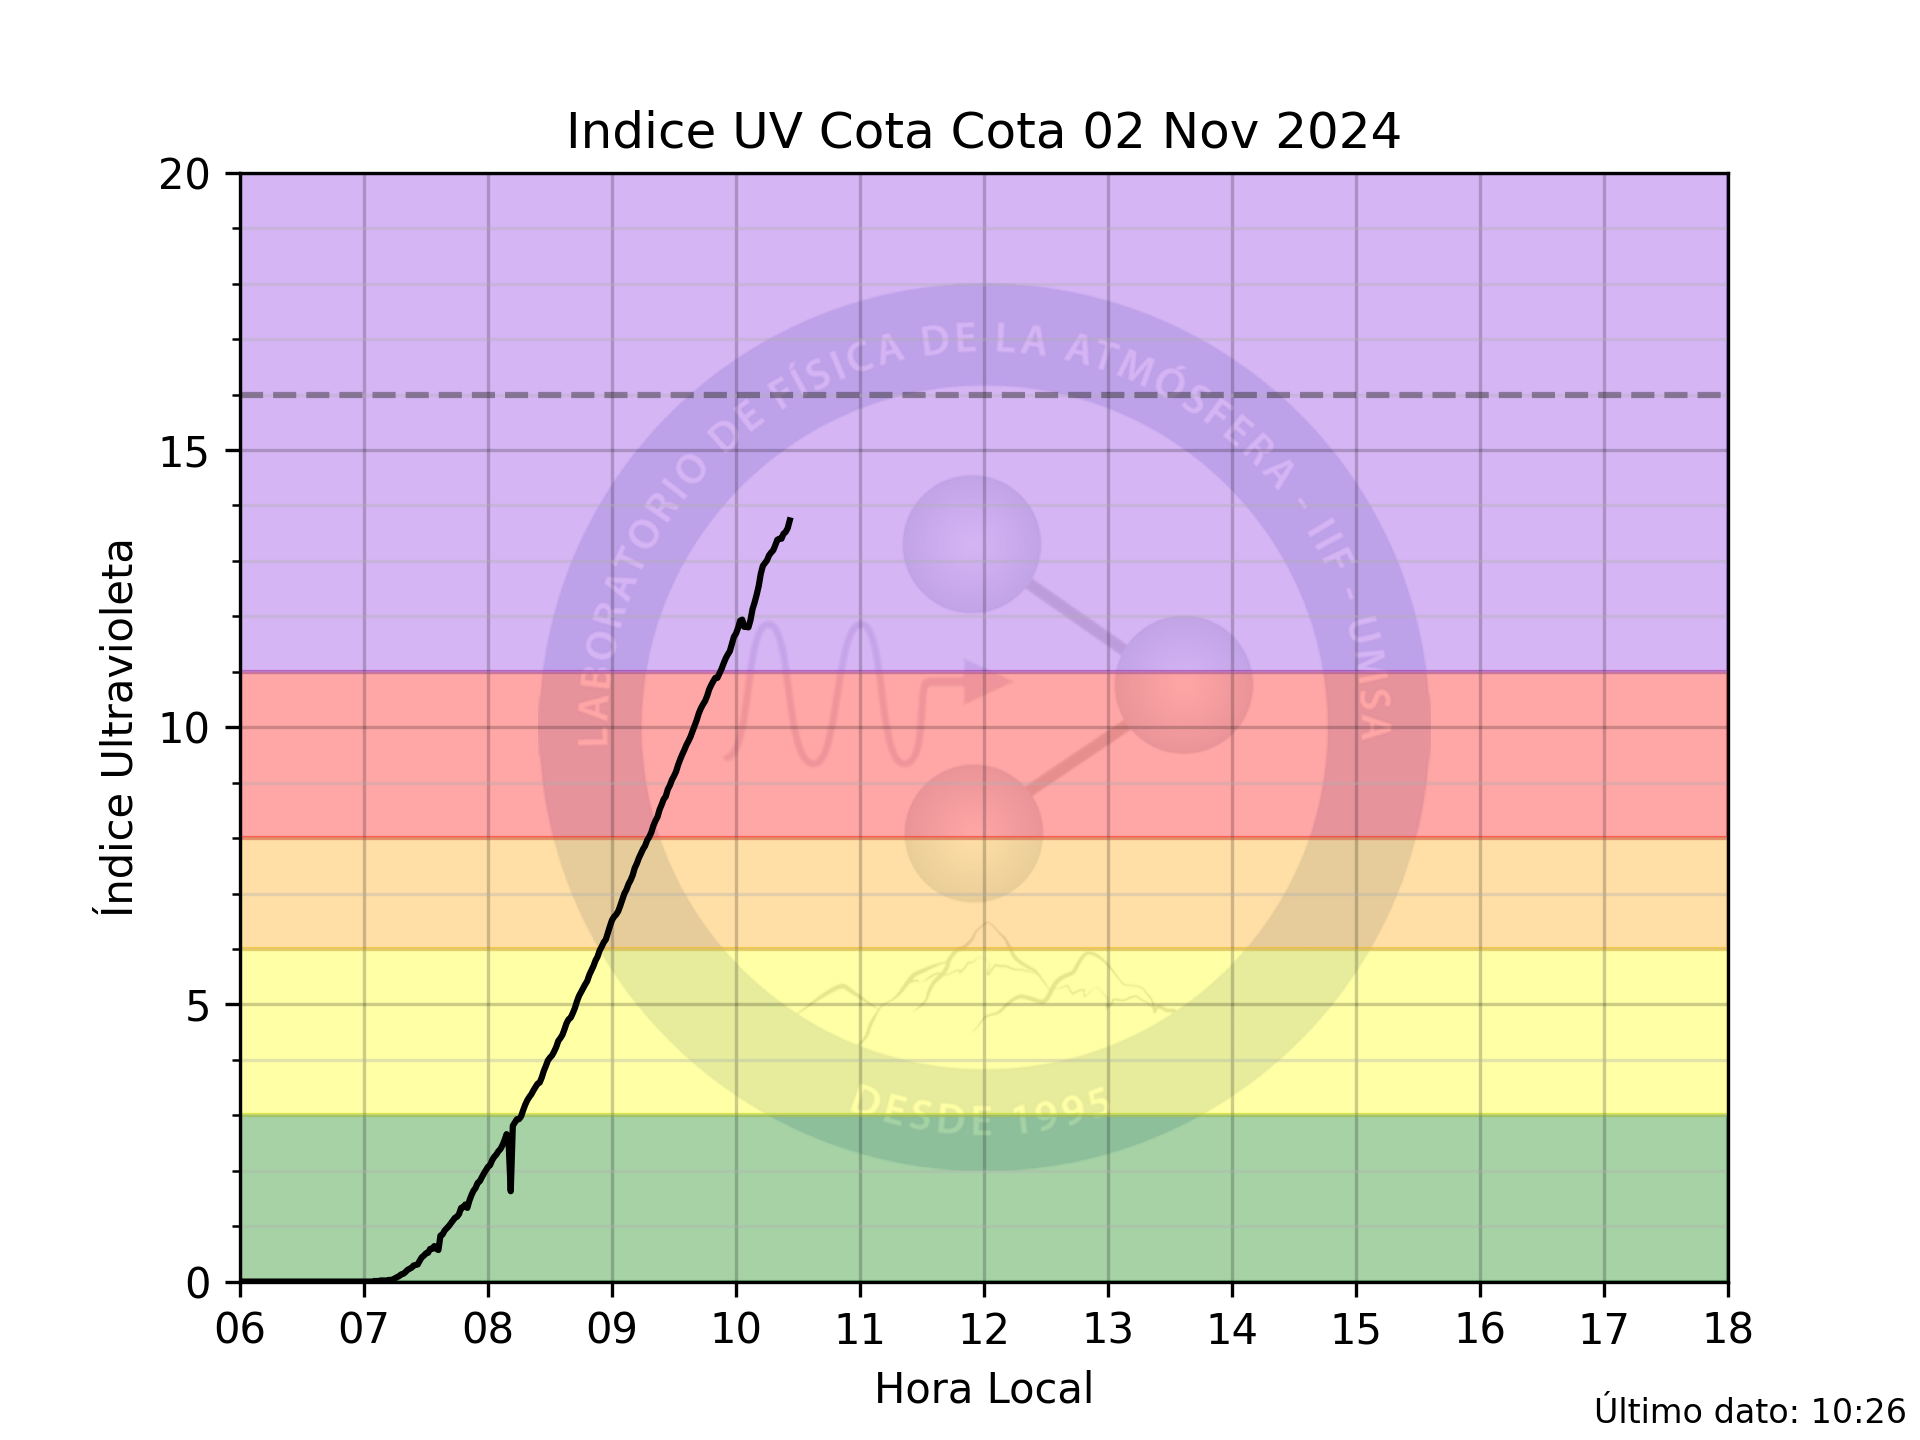 Indice UV Cota Cota 02 Nov 2024
20
15
10
5
0
Índice Ultravioleta
LABORATORIO DE FÍSICA DE LA ATMÓSFERA - IIF - UMSA
DESDE 1995
06 07 08 09 10 11 12 13 14 15 16 17 18
Hora Local
Último dato: 10:26